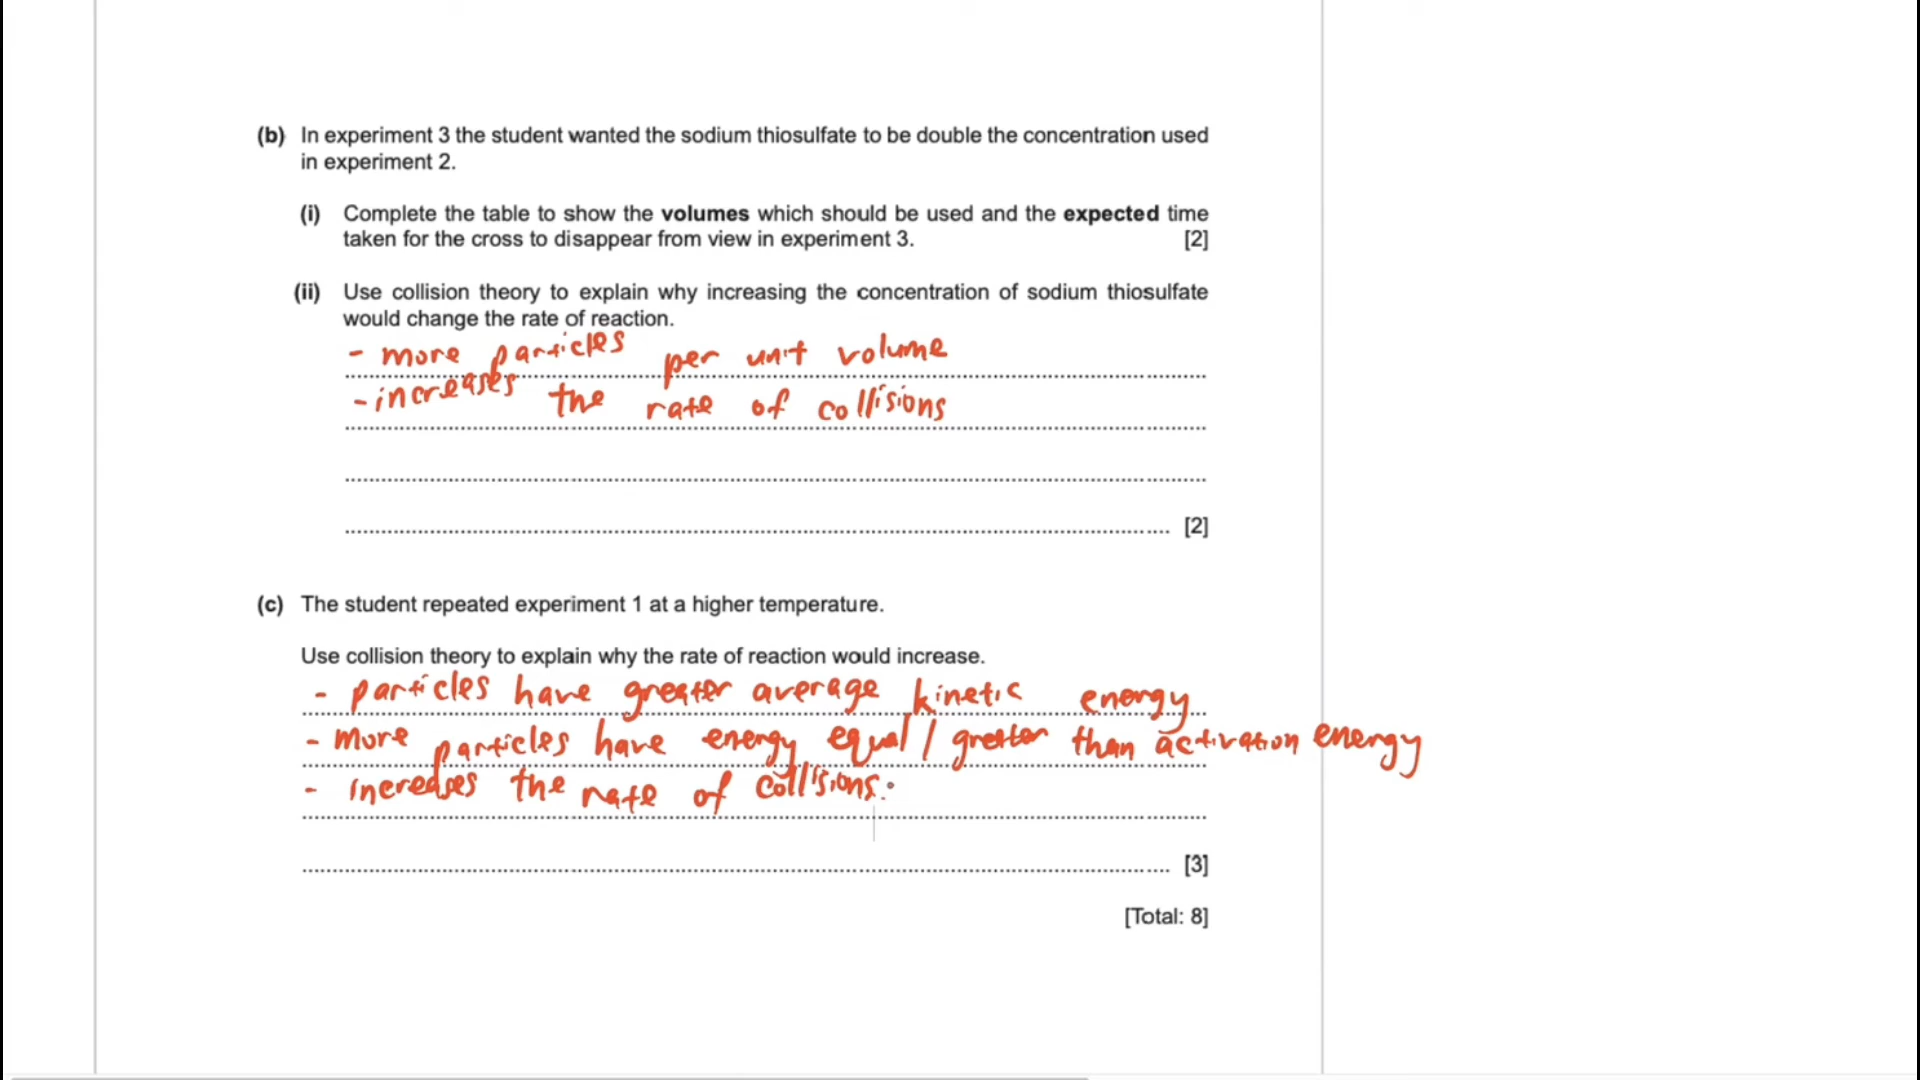 (b) In experiment 3 the student wanted the sodium thiosulfate to be double the concentration used
in experiment 2.
(i) Complete the table to show the volumes which should be used and the expected time
taken for the cross to disappear from view in experiment 3. [2]
(ii) Use collision theory to explain why increasing the concentration of sodium thiosulfate
would change the rate of reaction.
- more particles per unit volume
- increases the rate of collisions
[2]
(c) The student repeated experiment 1 at a higher temperature.
Use collision theory to explain why the rate of reaction would increase.
- particles have greater average kinetic energy
- more particles have energy equal / greater than activation energy
- increases the rate of collisions.
[3]
[Total: 8]